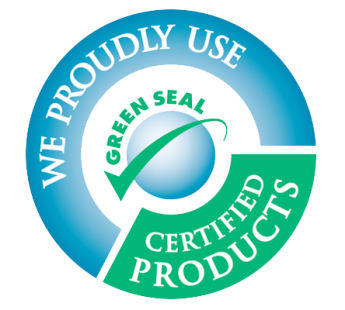 WE PROUDLY USE
GREEN SEAL
CERTIFIED
PRODUCTS